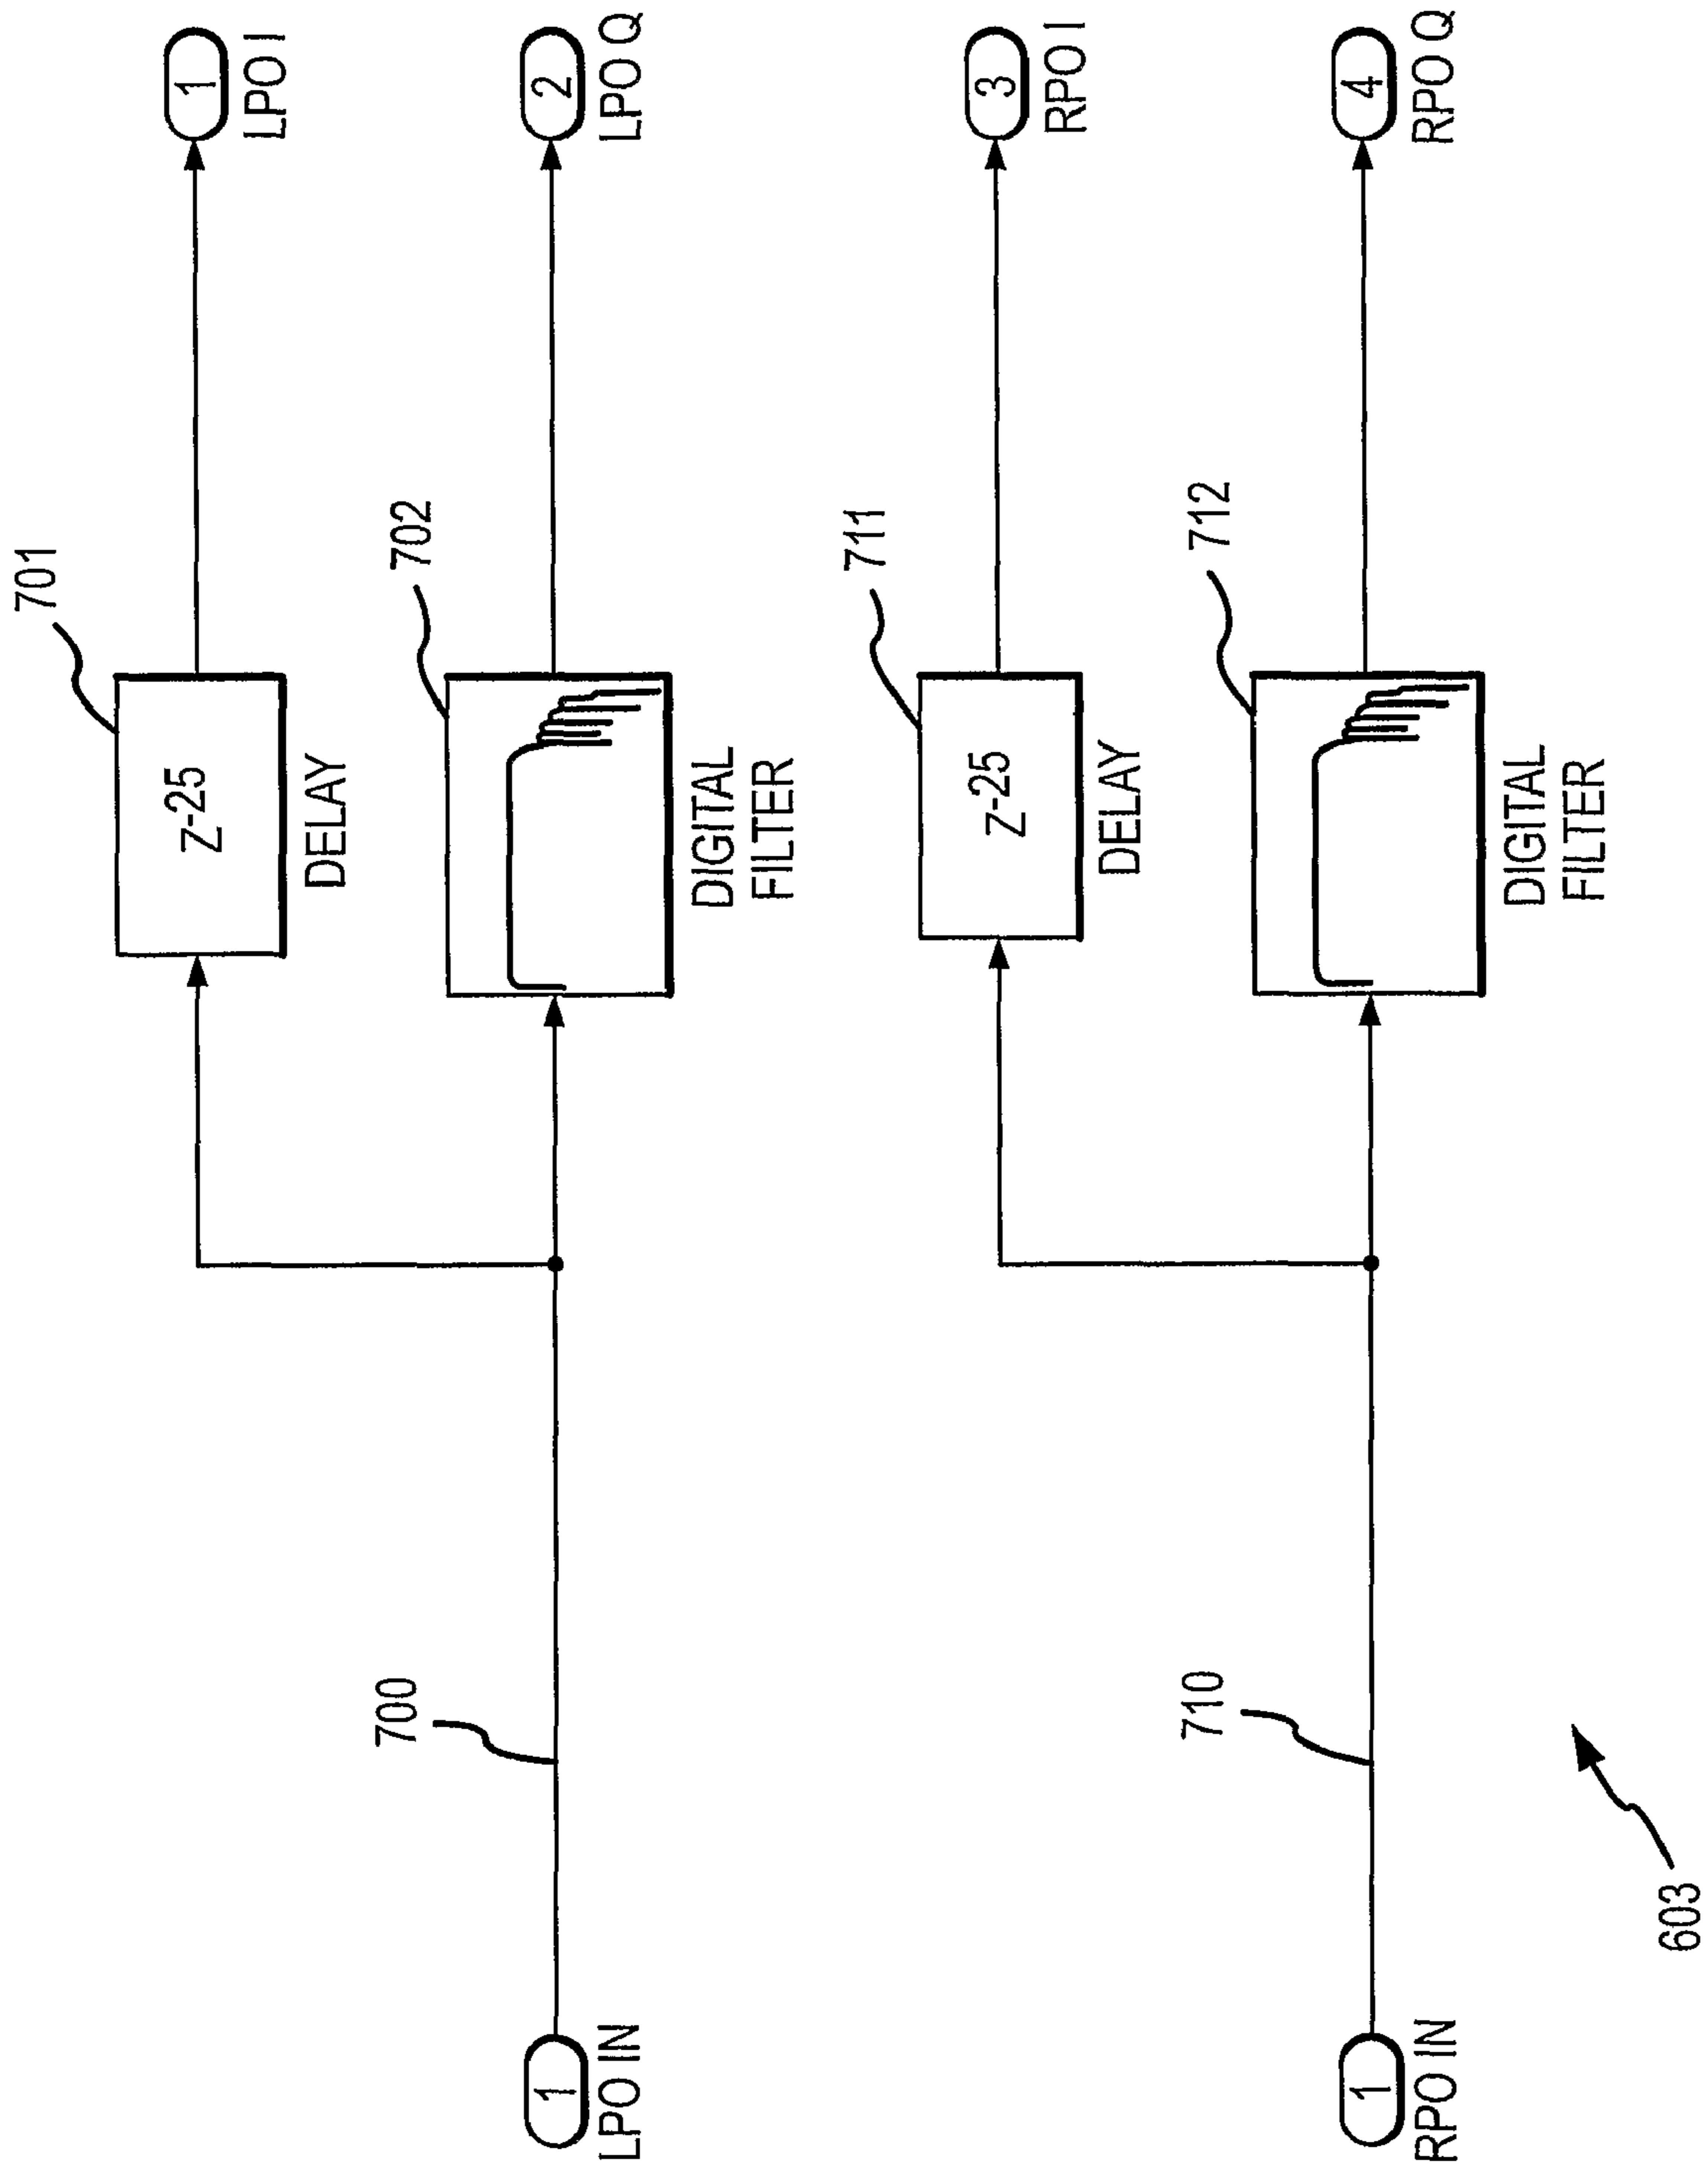 701
1
Z-25
LPO I
DELAY
702
2
LPO Q
DIGITAL
FILTER
700
1
LPO IN
711
3
Z-25
RPO I
DELAY
712
4
RPO Q
DIGITAL
FILTER
710
1
RPO IN
603